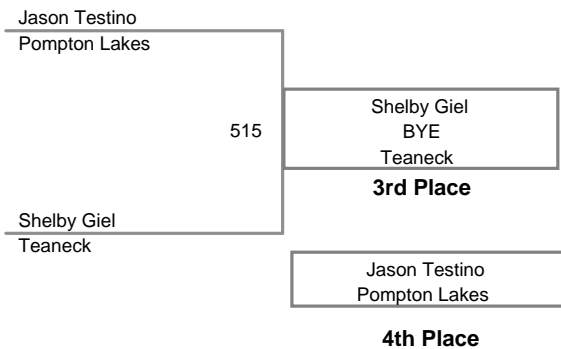 Jason Testino
Pompton Lakes
515
Shelby Giel
BYE
Teaneck
3rd Place
Shelby Giel
Teaneck
Jason Testino
Pompton Lakes
4th Place